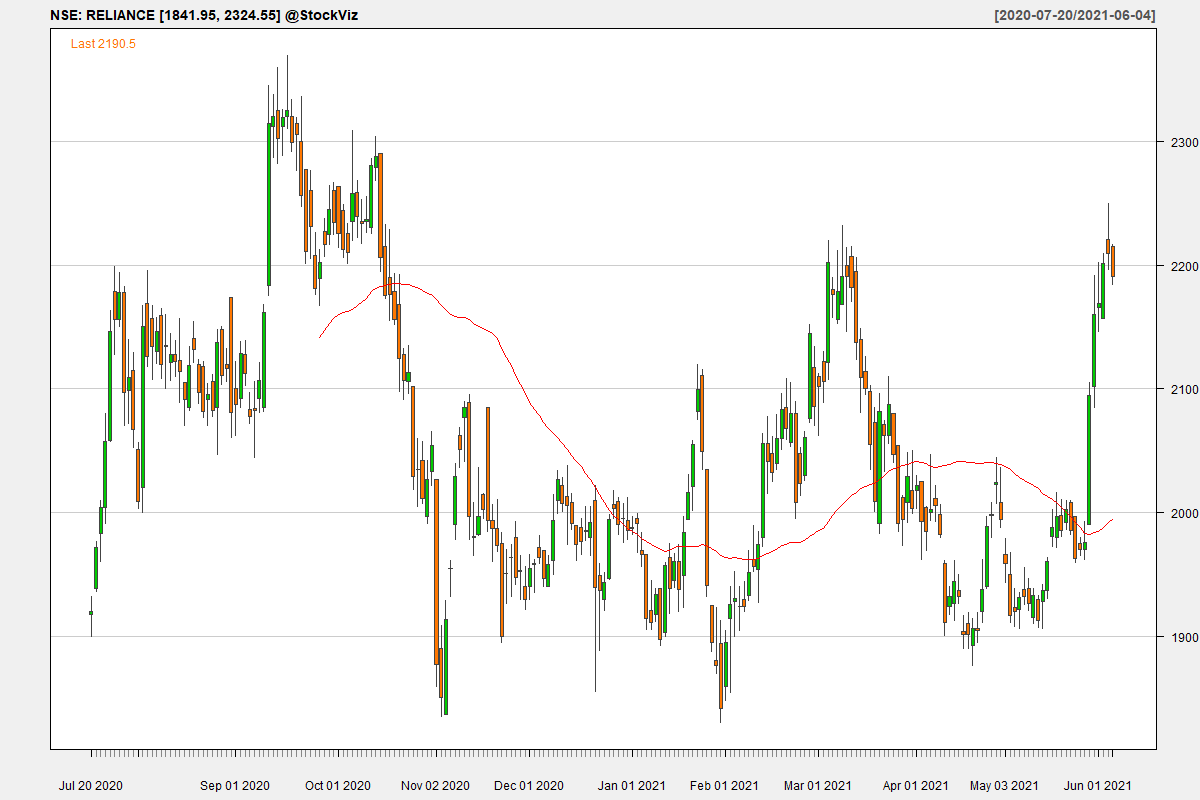 NSE: RELIANCE [1841.95, 2324.55] @StockViz [2020-07-20/2021-06-04]
Last 2190.5
2300
2200
2100
2000
1900
Jul 20 2020 Sep 01 2020 Oct 01 2020 Nov 02 2020 Dec 01 2020 Jan 01 2021 Feb 01 2021 Mar 01 2021 Apr 01 2021 May 03 2021 Jun 01 2021